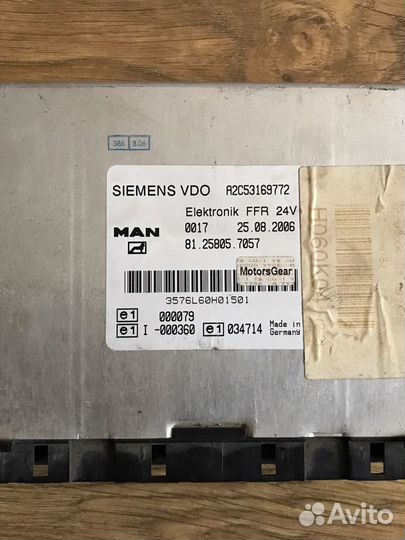 S86 8.06
SIEMENS VDO A2C53169772
Elektronik FFR 24V
MAN 0017 25.08.2006
81.25805.7057
MotorsGear
3576L60H01501
e1 000079
e1 I -000360 e1 034714 Made in
Germany
Avito